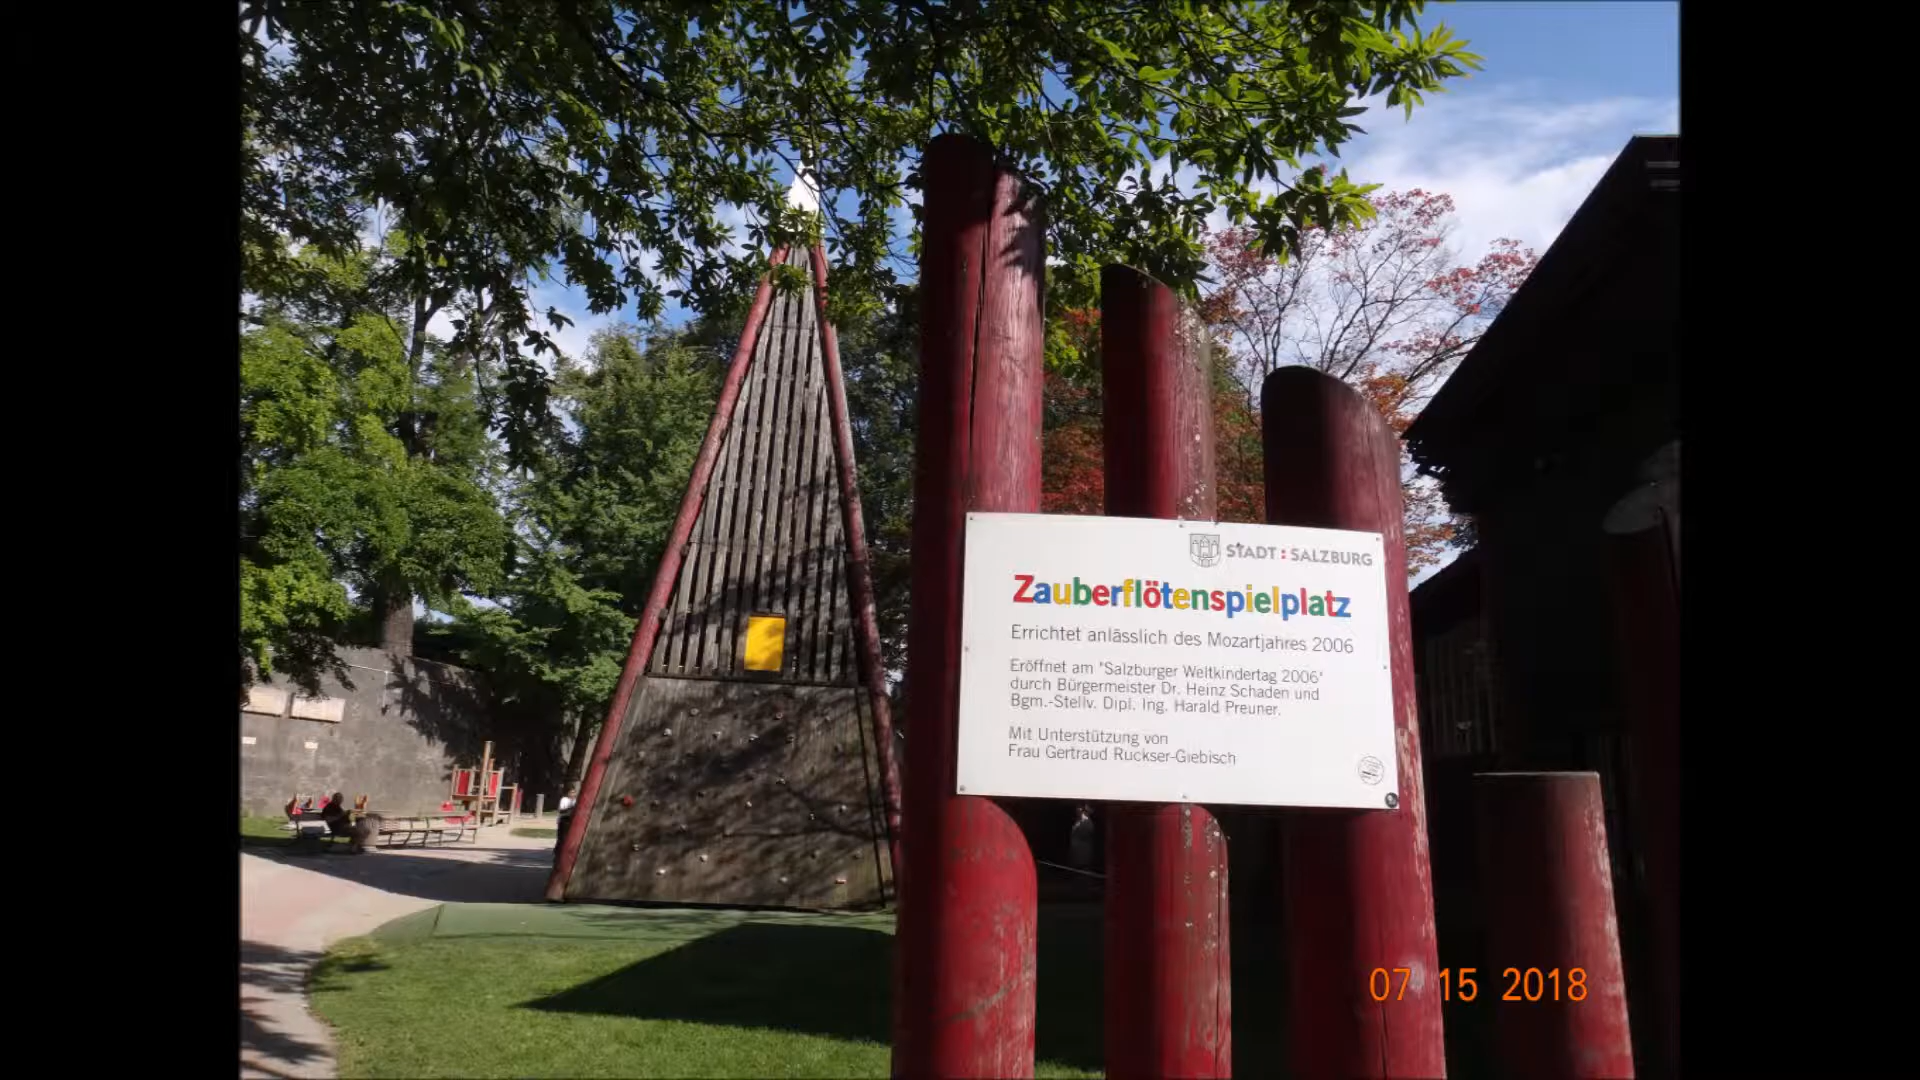 STADT : SALZBURG
Zauberflötenspielplatz
Errichtet anlässlich des Mozartjahres 2006
Eröffnet am "Salzburger Weltkindertag 2006"
durch Bürgermeister Dr. Heinz Schaden und
Bgm.-Stellv. Dipl. Ing. Harald Preuner.
Mit Unterstützung von
Frau Gertraud Ruckser-Giebisch
07 15 2018